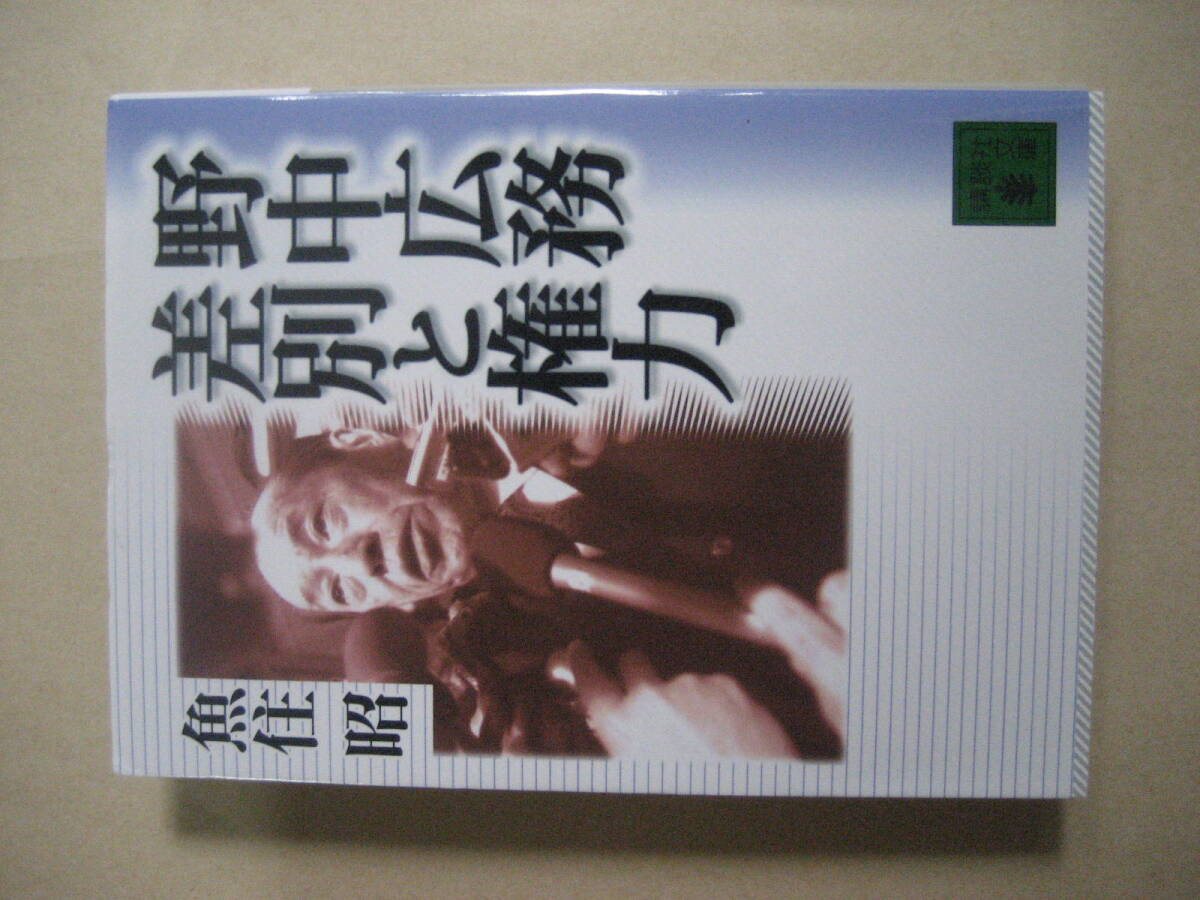 野中広務
差別と権力
魚住昭
講談社
文庫